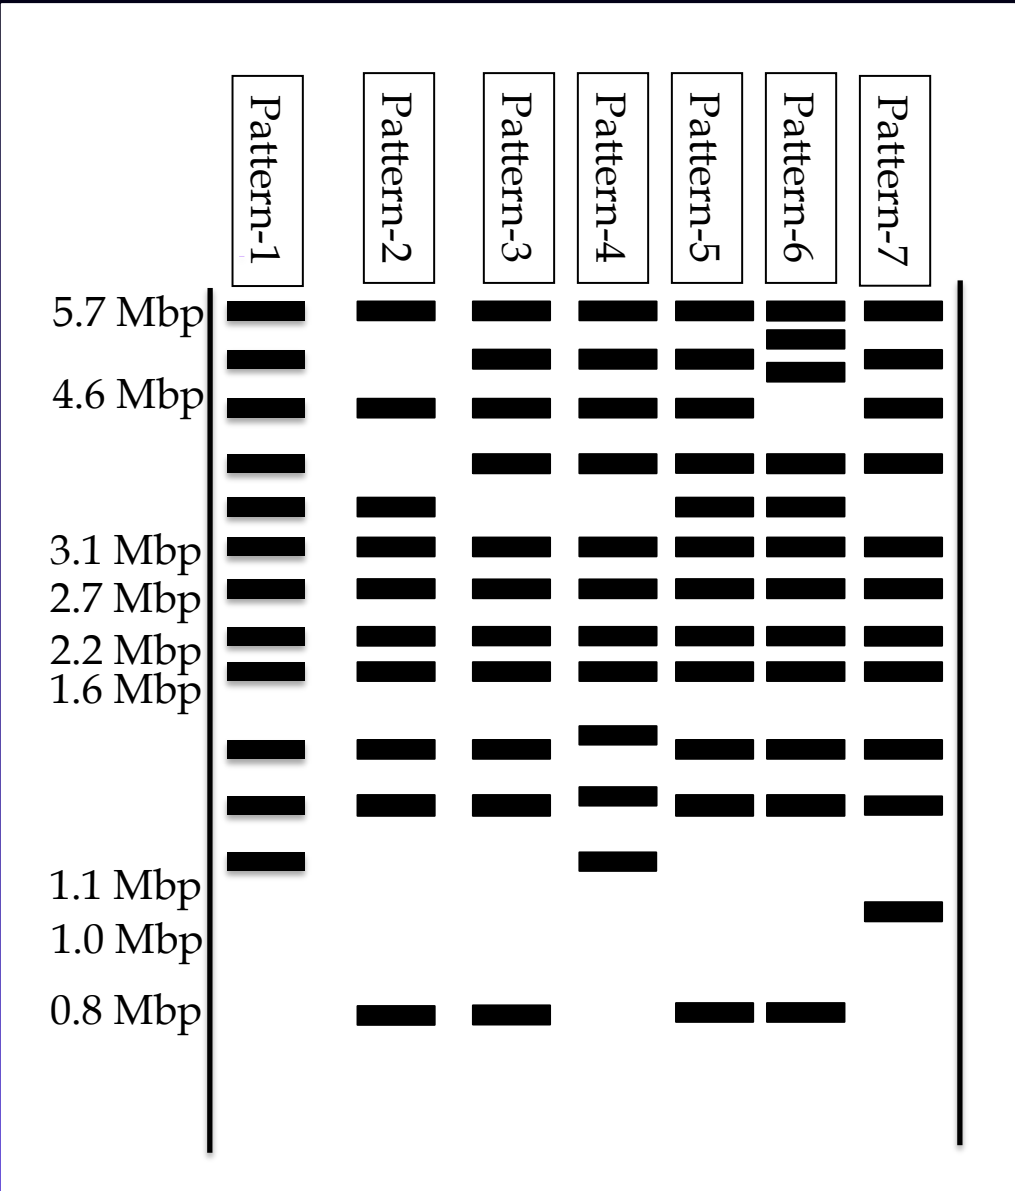 Pattern-1
Pattern-2
Pattern-3
Pattern-4
Pattern-5
Pattern-6
Pattern-7
5.7 Mbp
4.6 Mbp
3.1 Mbp
2.7 Mbp
2.2 Mbp
1.6 Mbp
1.1 Mbp
1.0 Mbp
0.8 Mbp